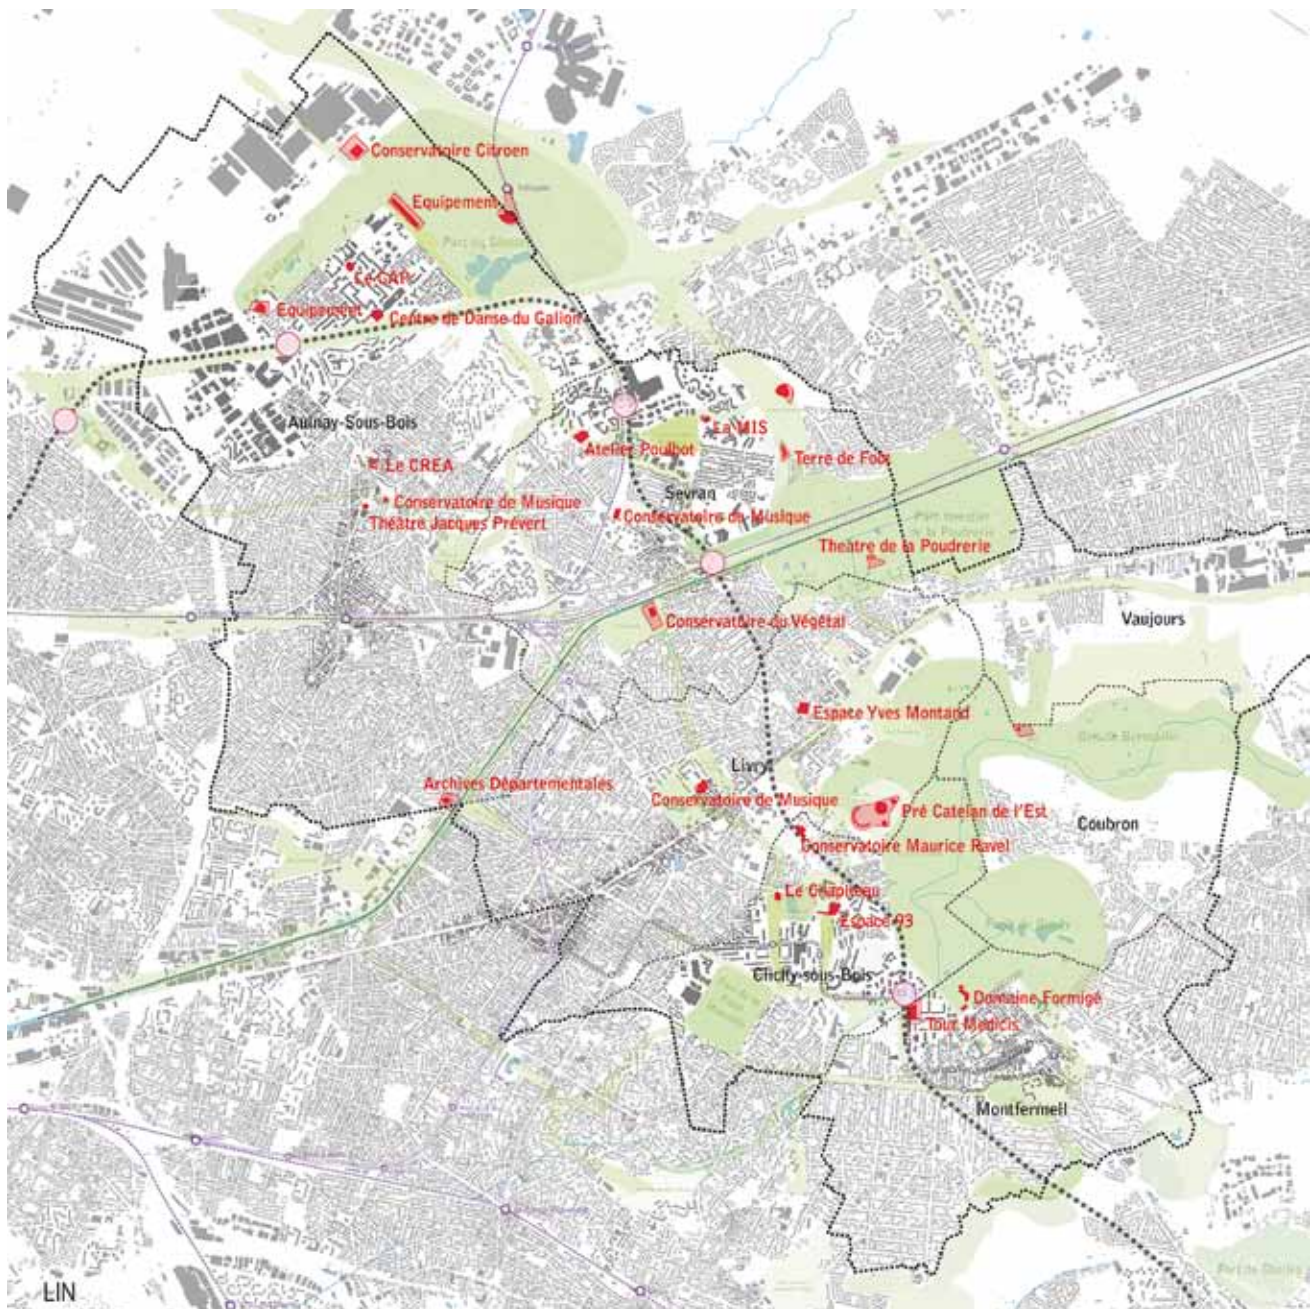 Conservatoire Citroen
Equipement
Le CAP
Equipement
Centre de Danse du Galion
Aulnay-Sous-Bois
La MIS
Atelier Poulbot
Terre de Foot
Le CREA
Sevran
Conservatoire de Musique
Conservatoire de Musique
Théâtre Jacques Prévert
Theatre de la Poudrerie
Conservatoire du Végétal
Vaujours
Espace Yves Montand
Livry
Archives Départementales
Conservatoire de Musique
Pré Catelan de l'Est
Coubron
Conservatoire Maurice Ravel
Le Chapiteau
Espace 93
Clichy-sous-Bois
Domaine Formigé
Tour Médicis
Montfermeil
LIN